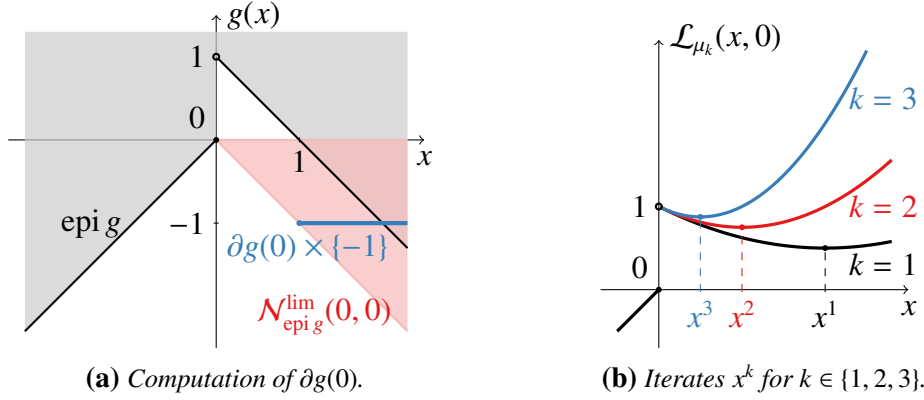 g(x)
1
0
x
1
epi g
−1
∂g(0) × {−1}
𝒩^lim_epi g(0, 0)
(a) Computation of ∂g(0).
ℒ_μ_k(x, 0)
k = 3
1
k = 2
0
k = 1
x^3 x^2 x^1 x
(b) Iterates x^k for k ∈ {1, 2, 3}.